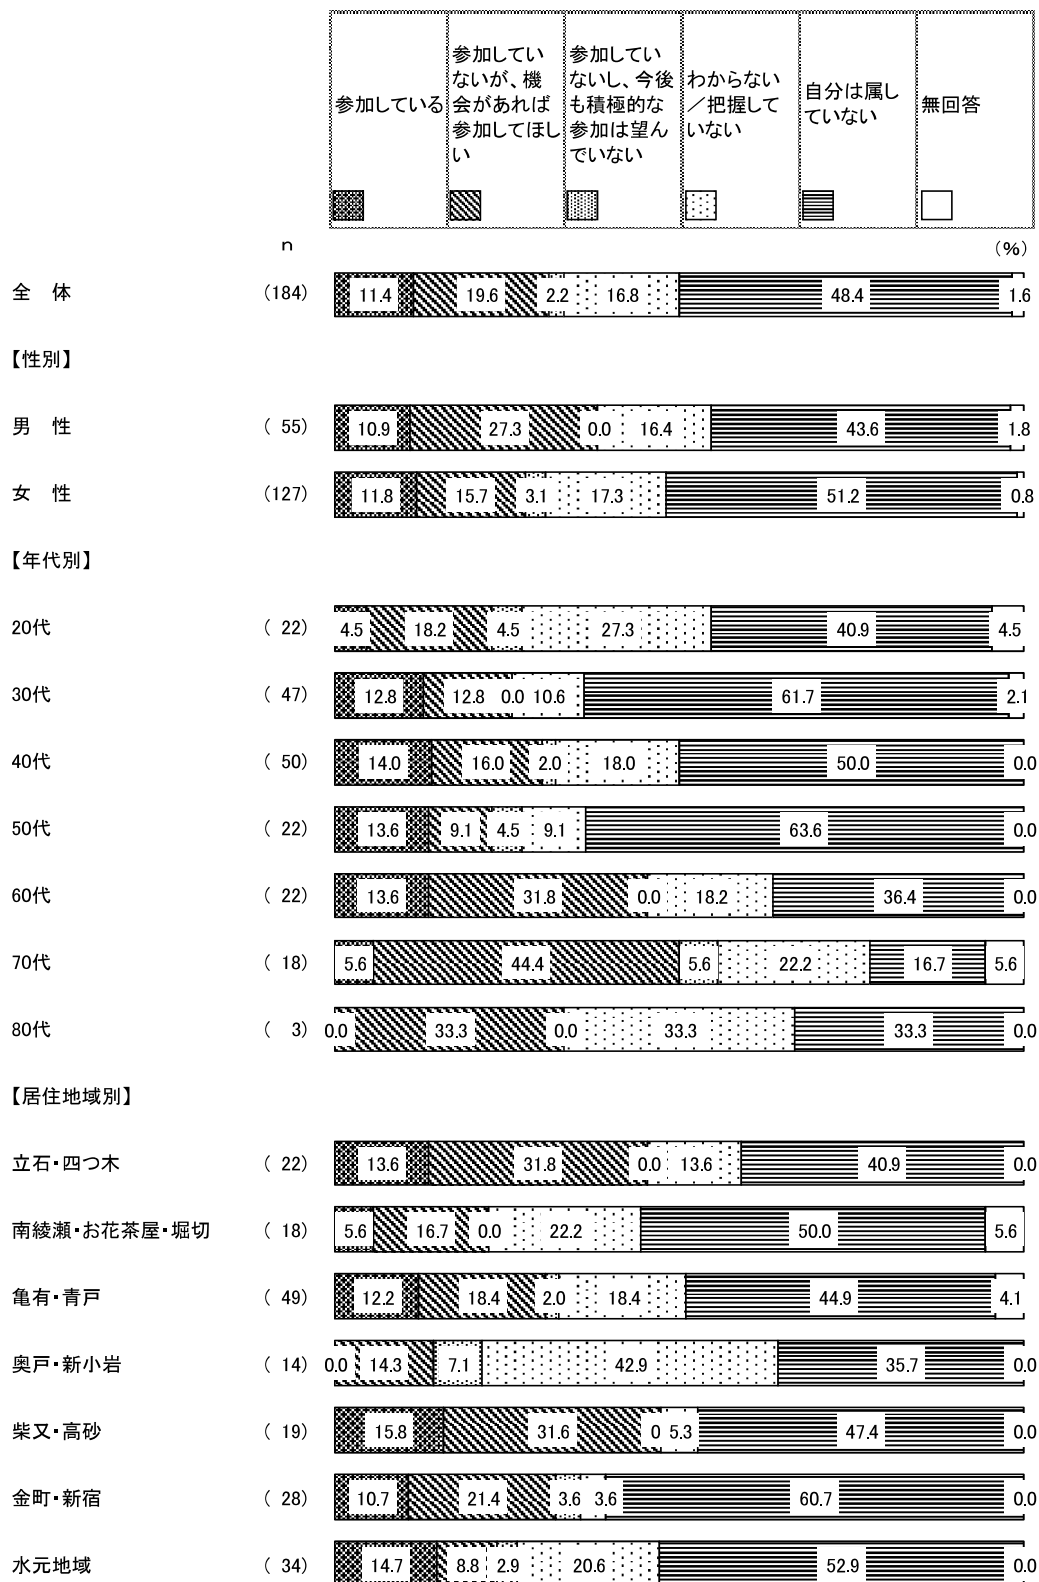 参加している
参加してい
ないが、機
会があれば
参加してほし
い
参加してい
ないし、今後
も積極的な
参加は望ん
でいない
わからない
／把握して
いない
自分は属し
ていない
無回答
n (%)
全 体 (184) 11.4 19.6 2.2 16.8 48.4 1.6
【性別】
男 性 ( 55) 10.9 27.3 0.0 16.4 43.6 1.8
女 性 (127) 11.8 15.7 3.1 17.3 51.2 0.8
【年代別】
20代 ( 22) 4.5 18.2 4.5 27.3 40.9 4.5
30代 ( 47) 12.8 12.8 0.0 10.6 61.7 2.1
40代 ( 50) 14.0 16.0 2.0 18.0 50.0 0.0
50代 ( 22) 13.6 9.1 4.5 9.1 63.6 0.0
60代 ( 22) 13.6 31.8 0.0 18.2 36.4 0.0
70代 ( 18) 5.6 44.4 5.6 22.2 16.7 5.6
80代 ( 3) 0.0 33.3 0.0 33.3 33.3 0.0
【居住地域別】
立石・四つ木 ( 22) 13.6 31.8 0.0 13.6 40.9 0.0
南綾瀬・お花茶屋・堀切 ( 18) 5.6 16.7 0.0 22.2 50.0 5.6
亀有・青戸 ( 49) 12.2 18.4 2.0 18.4 44.9 4.1
奥戸・新小岩 ( 14) 0.0 14.3 7.1 42.9 35.7 0.0
柴又・高砂 ( 19) 15.8 31.6 0 5.3 47.4 0.0
金町・新宿 ( 28) 10.7 21.4 3.6 3.6 60.7 0.0
水元地域 ( 34) 14.7 8.8 2.9 20.6 52.9 0.0